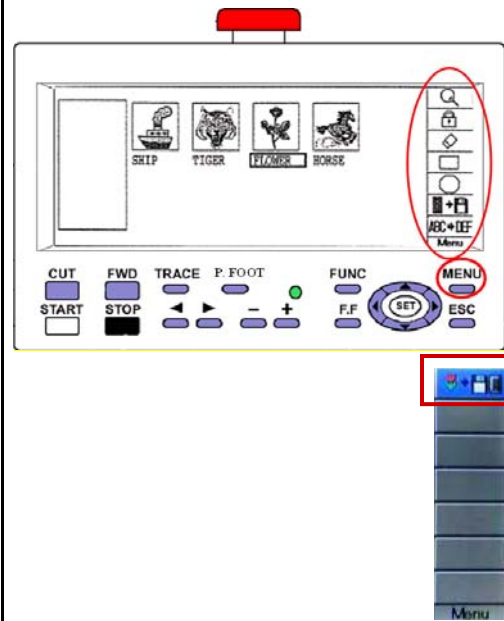 SHIP TIGER FLOWER HORSE
ABC→DEF
Menu
CUT FWD TRACE P. FOOT FUNC MENU
START STOP - + F.F SET ESC
Menu